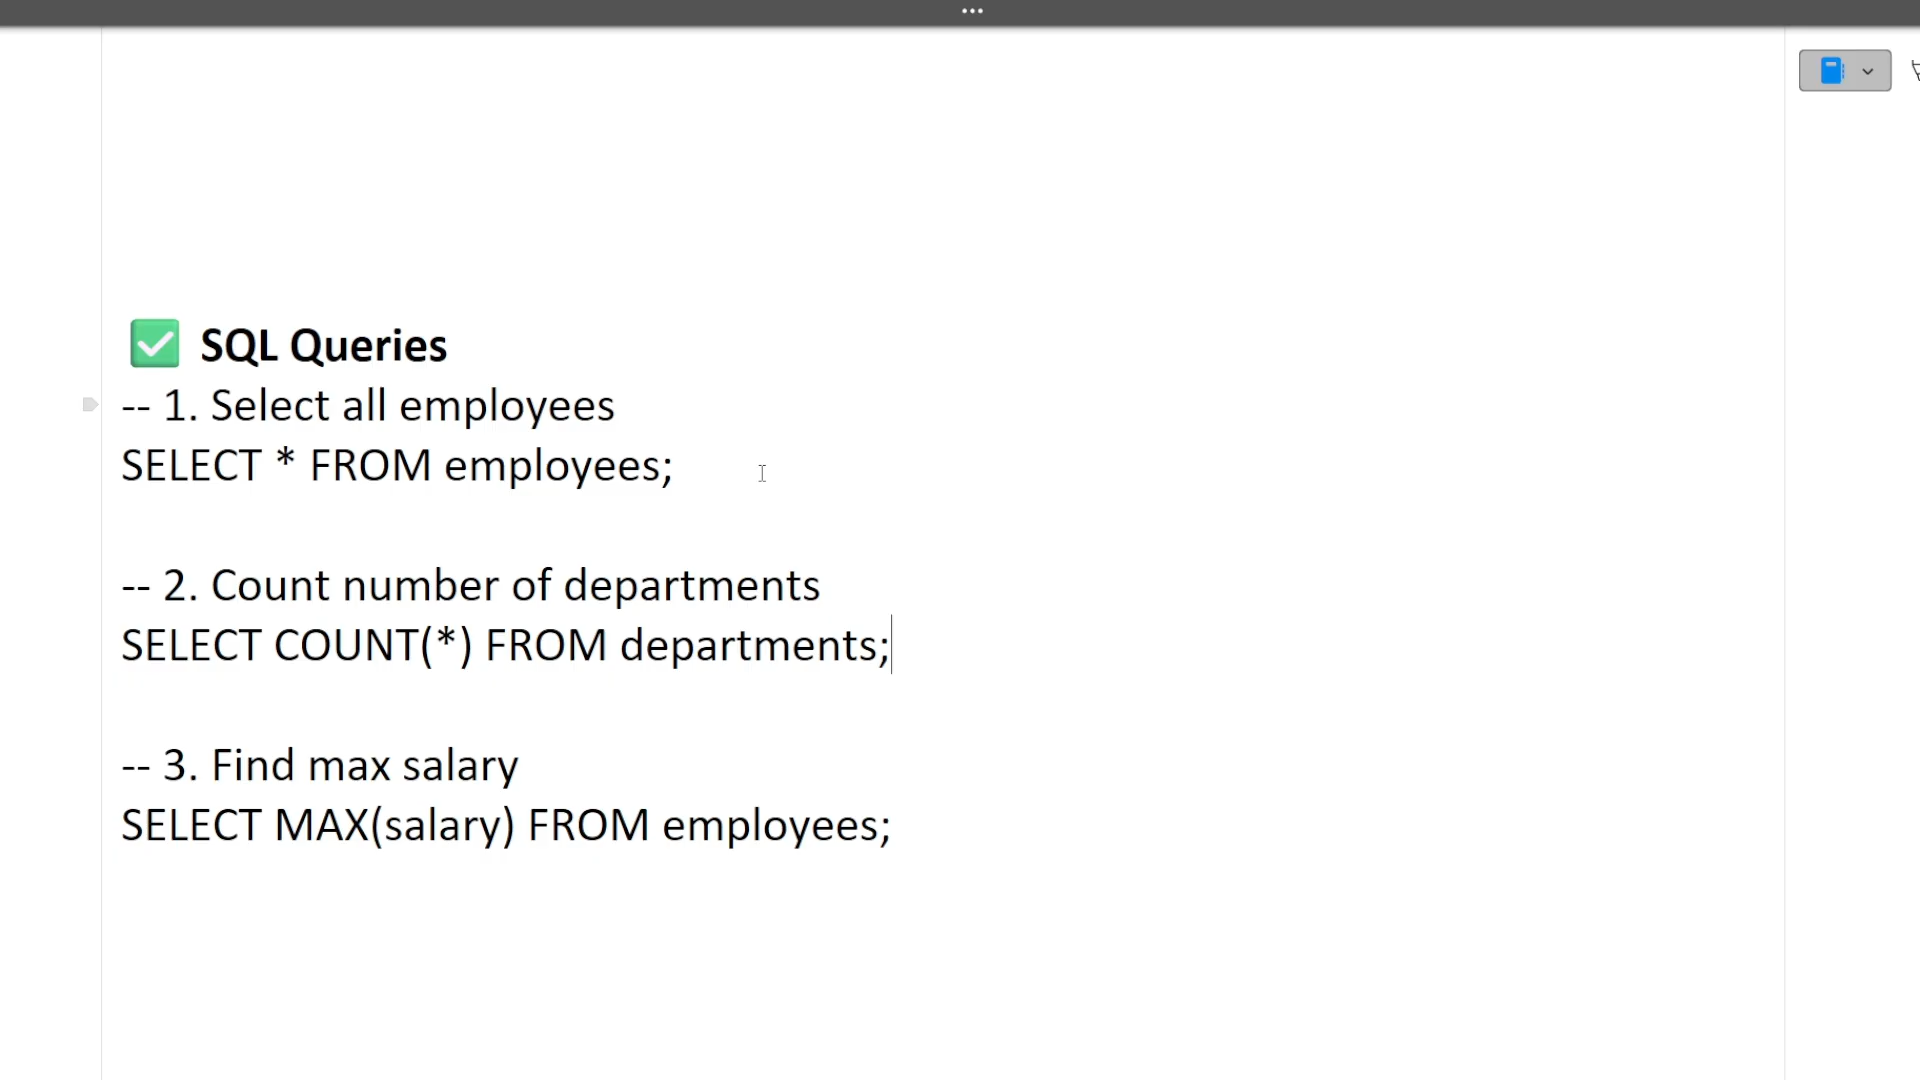 ✅ SQL Queries
-- 1. Select all employees
SELECT * FROM employees;
-- 2. Count number of departments
SELECT COUNT(*) FROM departments;
-- 3. Find max salary
SELECT MAX(salary) FROM employees;